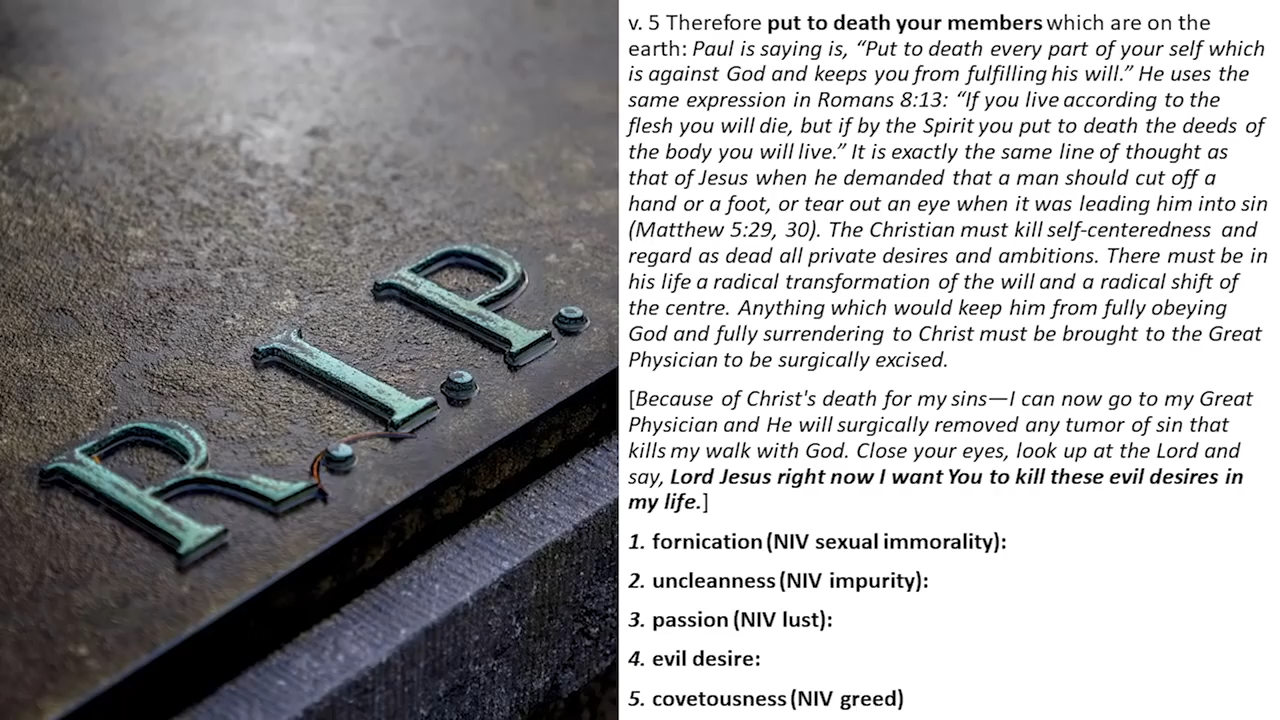 R.I.P.
v. 5 Therefore put to death your members which are on the
earth: Paul is saying is, “Put to death every part of your self which
is against God and keeps you from fulfilling his will.” He uses the
same expression in Romans 8:13: “If you live according to the
flesh you will die, but if by the Spirit you put to death the deeds of
the body you will live.” It is exactly the same line of thought as
that of Jesus when he demanded that a man should cut off a
hand or a foot, or tear out an eye when it was leading him into sin
(Matthew 5:29, 30). The Christian must kill self-centeredness and
regard as dead all private desires and ambitions. There must be in
his life a radical transformation of the will and a radical shift of
the centre. Anything which would keep him from fully obeying
God and fully surrendering to Christ must be brought to the Great
Physician to be surgically excised.
[Because of Christ's death for my sins—I can now go to my Great
Physician and He will surgically removed any tumor of sin that
kills my walk with God. Close your eyes, look up at the Lord and
say, Lord Jesus right now I want You to kill these evil desires in
my life.]
1. fornication (NIV sexual immorality):
2. uncleanness (NIV impurity):
3. passion (NIV lust):
4. evil desire:
5. covetousness (NIV greed)